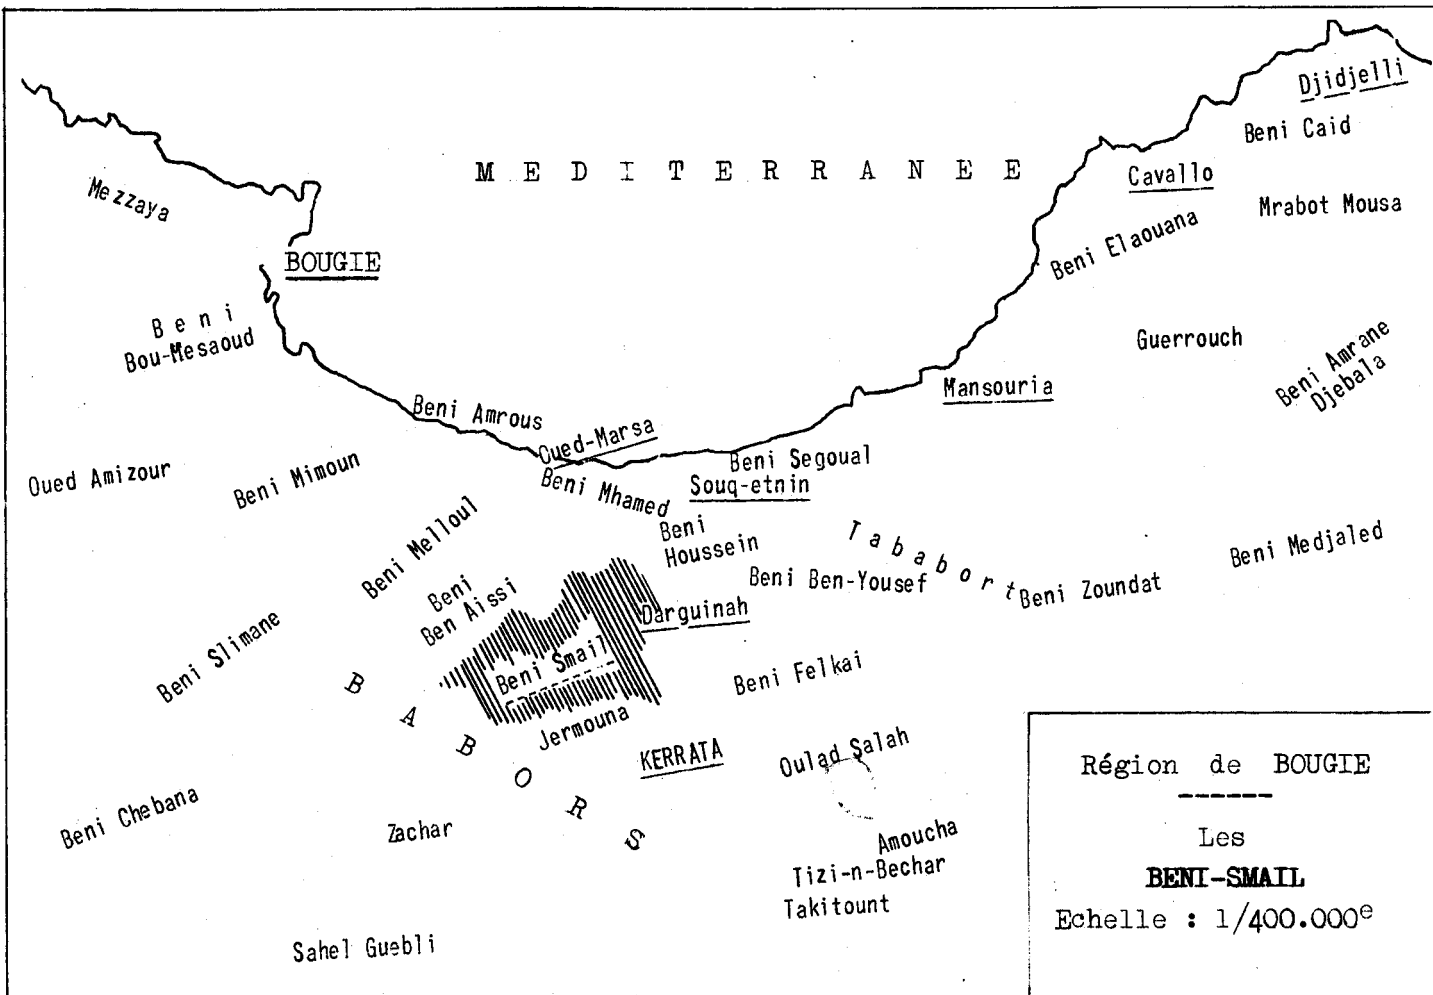 Djidjelli
Beni Caid
MEDITERRANEE
Cavallo
Mezzaya
Mrabot Mousa
Beni Elaouana
BOUGIE
Beni
Bou-Mesaoud
Guerrouch
Beni Amrane
Djebala
Mansouria
Beni Amrous
Oued-Marsa
Beni Segoual
Oued Amizour
Beni Mimoun
Beni Mhamed
Souq-etnin
Beni Melloul
Beni
Houssein
Tababort
Beni Medjaled
Beni Ben-Yousef
Beni Zoundat
Beni
Ben Aissi
Darguinah
Beni Slimane
Beni Smail
Beni Felkai
BABORS
Jermouna
KERRATA
Oulad Salah
Beni Chebana
Zachar
Amoucha
Tizi-n-Bechar
Takitount
Sahel Guebli
Région de BOUGIE
------
Les
BENI-SMAIL
Echelle : 1/400.000e